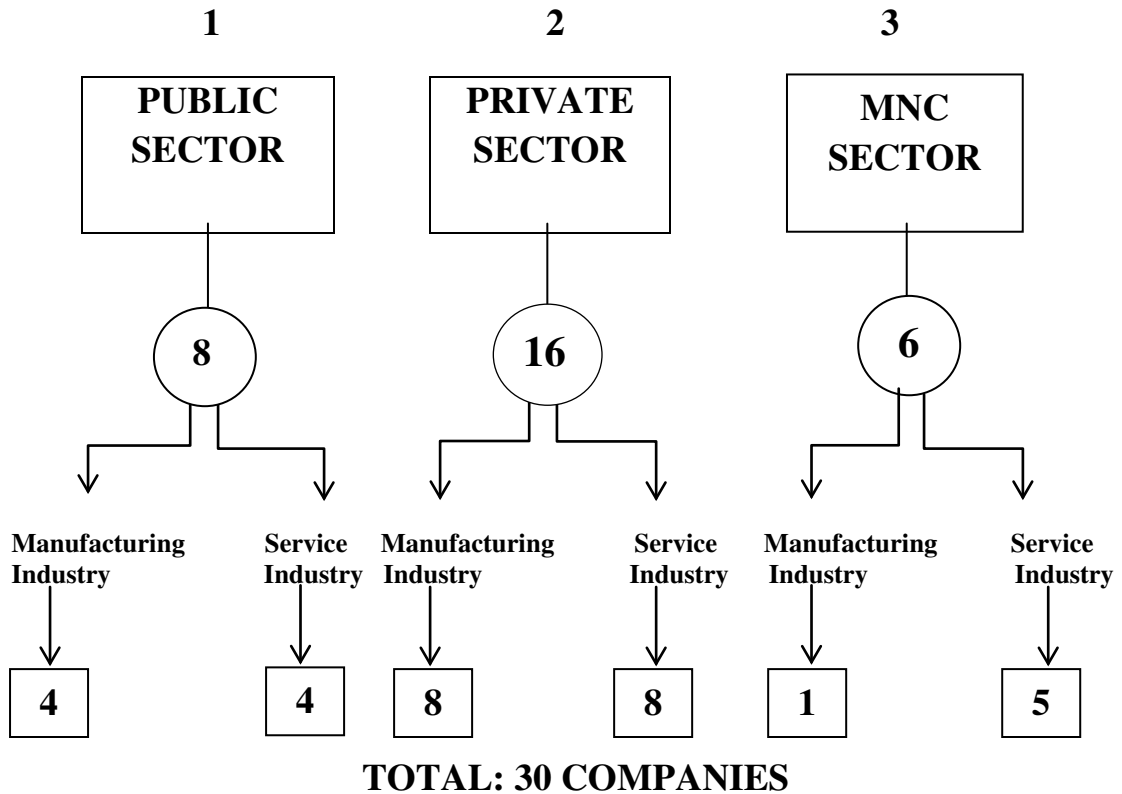 1 2 3
PUBLIC SECTOR
PRIVATE SECTOR
MNC SECTOR
8 16 6
Manufacturing Industry
Service Industry
Manufacturing Industry
Service Industry
Manufacturing Industry
Service Industry
4 4 8 8 1 5
TOTAL: 30 COMPANIES